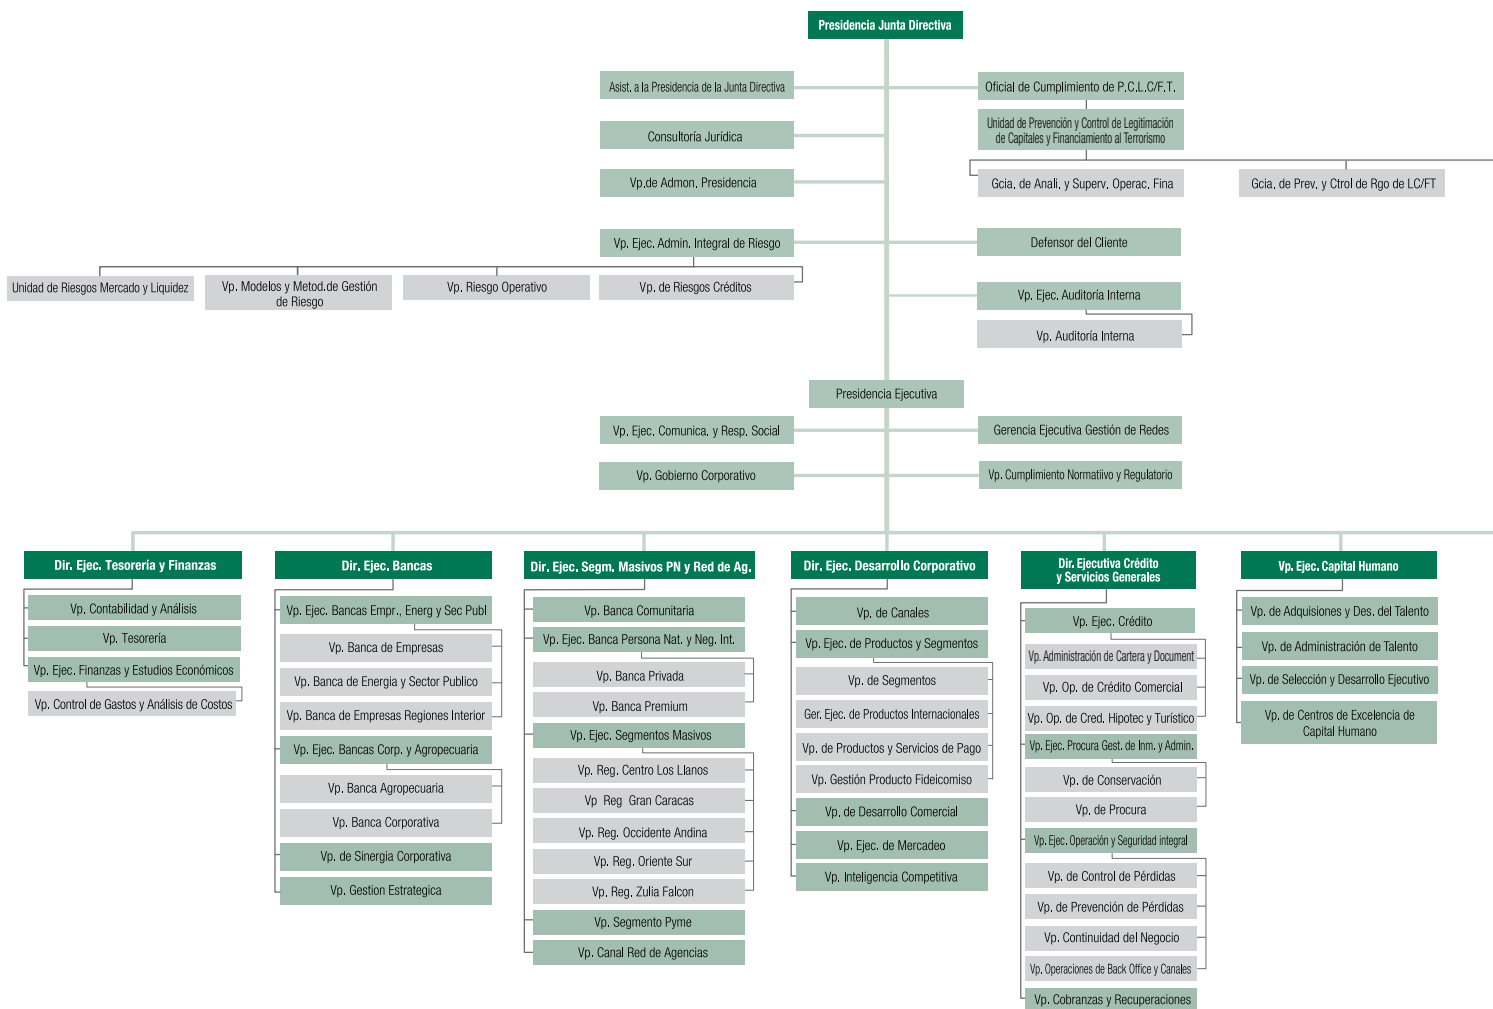 Presidencia Junta Directiva
Asist. a la Presidencia de la Junta Directiva
Oficial de Cumplimiento de P.C.L.C/F.T.
Consultoría Jurídica
Unidad de Prevención y Control de Legitimación
de Capitales y Financiamiento al Terrorismo
Vp.de Admon. Presidencia
Gcia. de Anali. y Superv. Operac. Fina
Gcia. de Prev. y Ctrol de Rgo de LC/FT
Vp. Ejec. Admin. Integral de Riesgo
Defensor del Cliente
Unidad de Riesgos Mercado y Liquidez
Vp. Modelos y Metod.de Gestión
de Riesgo
Vp. Riesgo Operativo
Vp. de Riesgos Créditos
Vp. Ejec. Auditoría Interna
Vp. Auditoría Interna
Presidencia Ejecutiva
Vp. Ejec. Comunica. y Resp. Social
Gerencia Ejecutiva Gestión de Redes
Vp. Gobierno Corporativo
Vp. Cumplimiento Normatiivo y Regulatorio
Dir. Ejec. Tesorería y Finanzas
Vp. Contabilidad y Análisis
Vp. Tesorería
Vp. Ejec. Finanzas y Estudios Económicos
Vp. Control de Gastos y Análisis de Costos
Dir. Ejec. Bancas
Vp. Ejec. Bancas Empr., Energ y Sec Publ
Vp. Banca de Empresas
Vp. Banca de Energia y Sector Publico
Vp. Banca de Empresas Regiones Interior
Vp. Ejec. Bancas Corp. y Agropecuaria
Vp. Banca Agropecuaria
Vp. Banca Corporativa
Vp. de Sinergia Corporativa
Vp. Gestion Estrategica
Dir. Ejec. Segm. Masivos PN y Red de Ag.
Vp. Banca Comunitaria
Vp. Ejec. Banca Persona Nat. y Neg. Int.
Vp. Banca Privada
Vp. Banca Premium
Vp. Ejec. Segmentos Masivos
Vp. Reg. Centro Los Llanos
Vp Reg Gran Caracas
Vp. Reg. Occidente Andina
Vp. Reg. Oriente Sur
Vp. Reg. Zulia Falcon
Vp. Segmento Pyme
Vp. Canal Red de Agencias
Dir. Ejec. Desarrollo Corporativo
Vp. de Canales
Vp. Ejec. de Productos y Segmentos
Vp. de Segmentos
Ger. Ejec. de Productos Internacionales
Vp. de Productos y Servicios de Pago
Vp. Gestión Producto Fideicomiso
Vp. de Desarrollo Comercial
Vp. Ejec. de Mercadeo
Vp. Inteligencia Competitiva
Dir. Ejecutiva Crédito
y Servicios Generales
Vp. Ejec. Crédito
Vp. Administración de Cartera y Document
Vp. Op. de Crédito Comercial
Vp. Op. de Cred. Hipotec y Turístico
Vp. Ejec. Procura Gest. de Inm. y Admin.
Vp. de Conservación
Vp. de Procura
Vp. Ejec. Operación y Seguridad integral
Vp. de Control de Pérdidas
Vp. de Prevención de Pérdidas
Vp. Continuidad del Negocio
Vp. Operaciones de Back Office y Canales
Vp. Cobranzas y Recuperaciones
Vp. Ejec. Capital Humano
Vp. de Adquisiones y Des. del Talento
Vp. de Administración de Talento
Vp. de Selección y Desarrollo Ejecutivo
Vp. de Centros de Excelencia de
Capital Humano